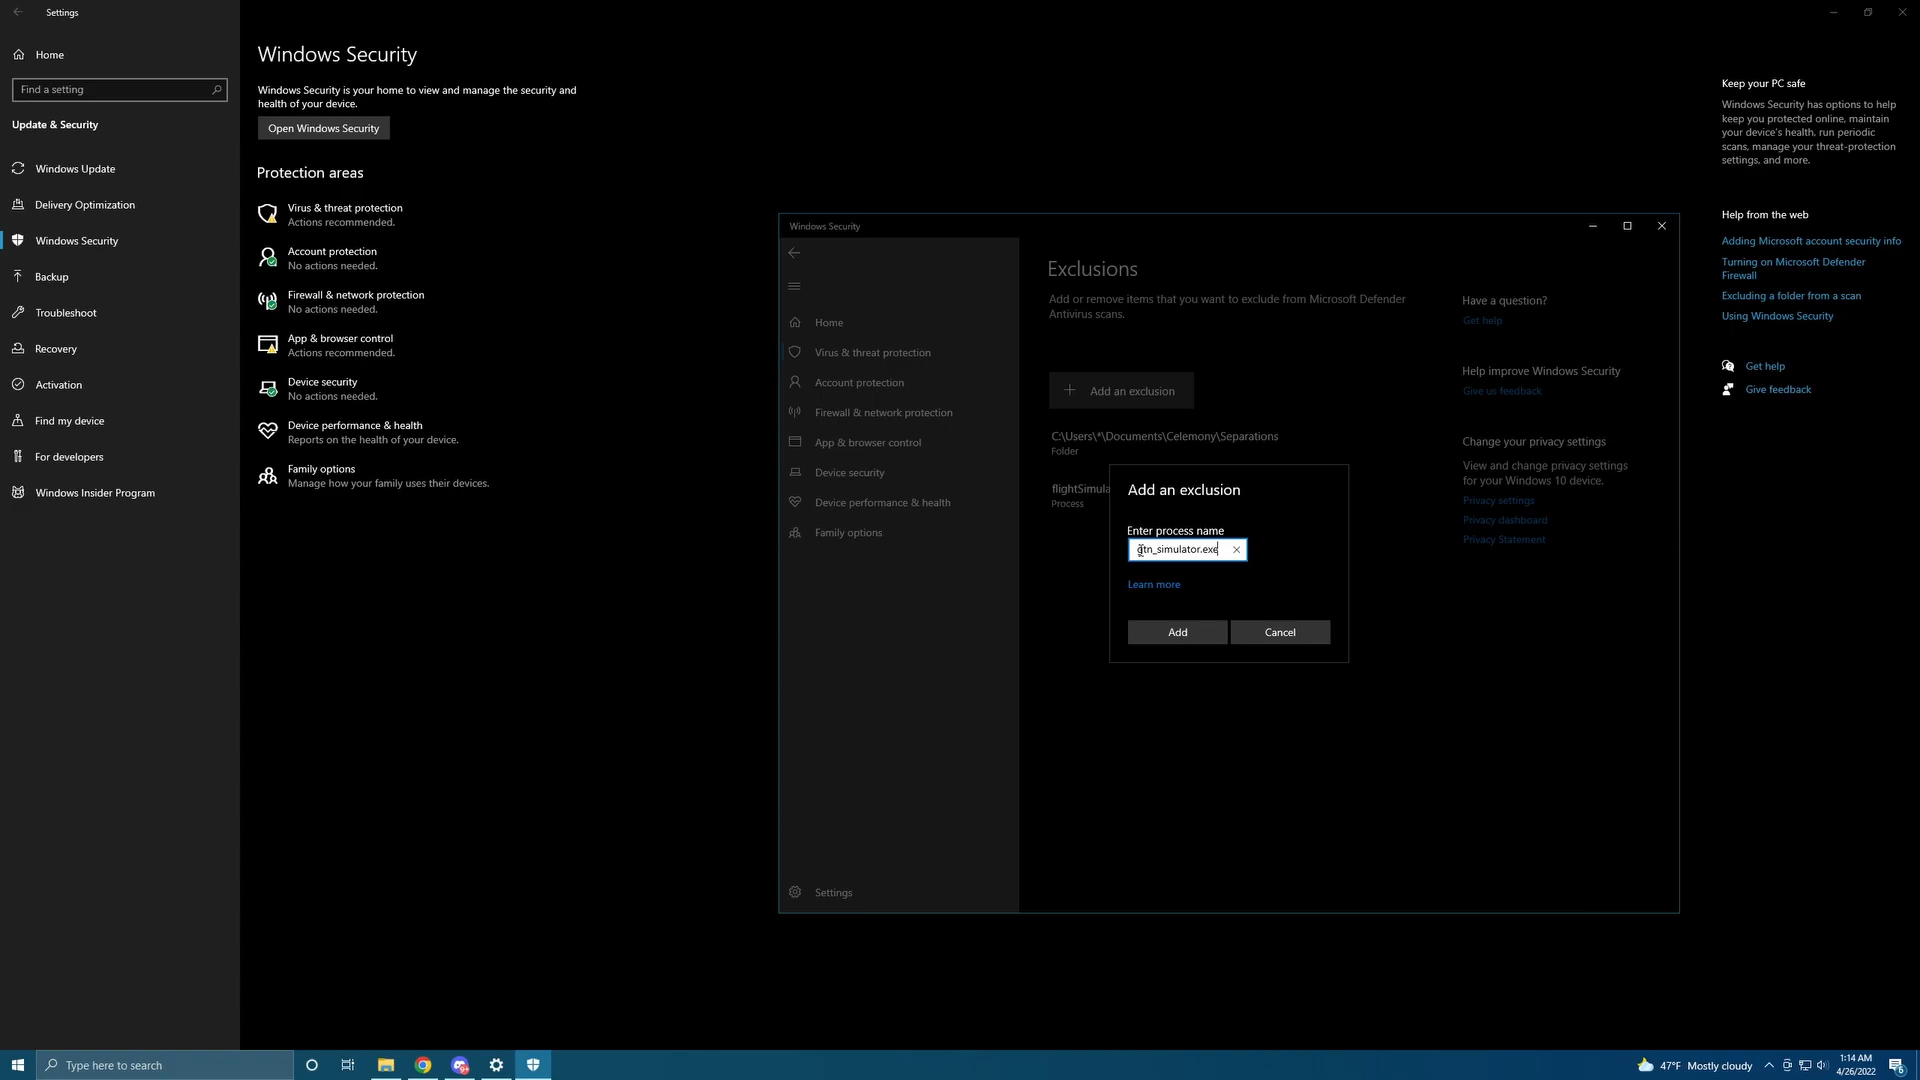 Settings
Home
Find a setting
Update & Security
Windows Update
Delivery Optimization
Windows Security
Backup
Troubleshoot
Recovery
Activation
Find my device
For developers
Windows Insider Program
Windows Security
Windows Security is your home to view and manage the security and
health of your device.
Open Windows Security
Protection areas
Virus & threat protection
Actions recommended.
Account protection
No actions needed.
Firewall & network protection
No actions needed.
App & browser control
Actions recommended.
Device security
No actions needed.
Device performance & health
Reports on the health of your device.
Family options
Manage how your family uses their devices.
Windows Security
Home
Virus & threat protection
Account protection
Firewall & network protection
App & browser control
Device security
Device performance & health
Family options
Settings
Exclusions
Add or remove items that you want to exclude from Microsoft Defender
Antivirus scans.
Add an exclusion
C:\Users\*\Documents\Celemony\Separations
Folder
flightSimula
Process
Add an exclusion
Enter process name
gtn_simulator.exe
Learn more
Add
Cancel
Have a question?
Get help
Help improve Windows Security
Give us feedback
Change your privacy settings
View and change privacy settings
for your Windows 10 device.
Privacy settings
Privacy dashboard
Privacy Statement
Keep your PC safe
Windows Security has options to help
keep you protected online, maintain
your device's health, run periodic
scans, manage your threat-protection
settings, and more.
Help from the web
Adding Microsoft account security info
Turning on Microsoft Defender
Firewall
Excluding a folder from a scan
Using Windows Security
Get help
Give feedback
Type here to search
47°F Mostly cloudy
1:14 AM
4/26/2022